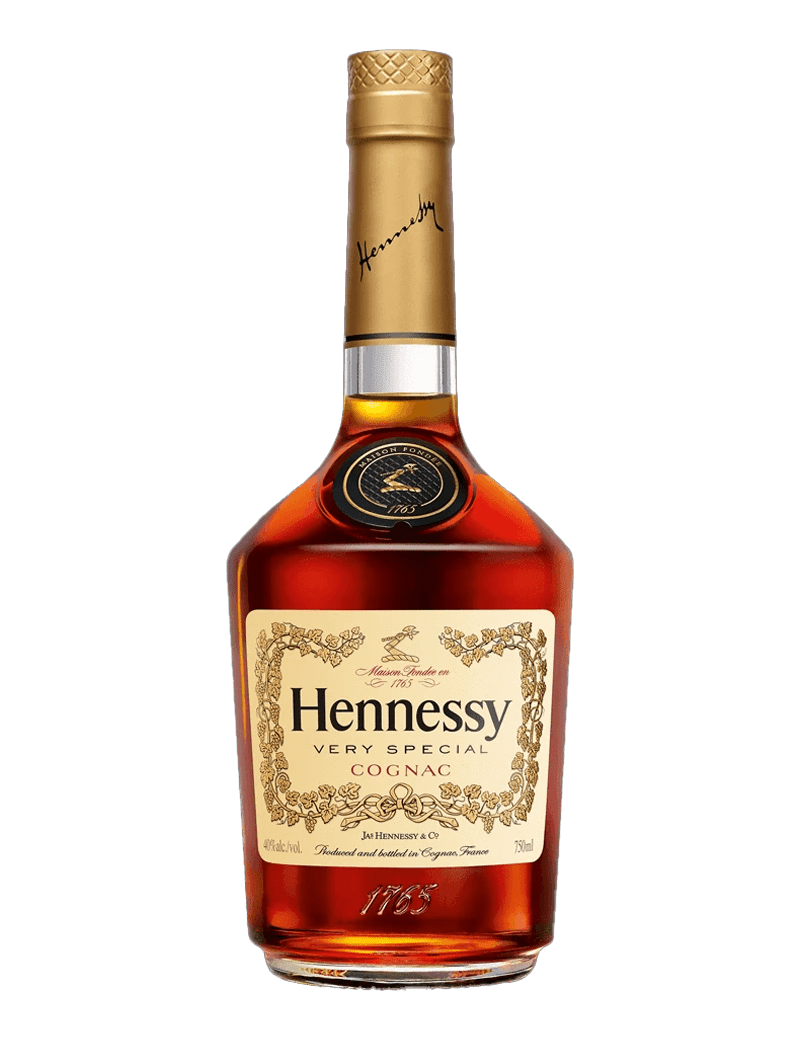 Hennessy
MAISON FONDÉE
1765
Maison Fondée en
1765
Hennessy
VERY SPECIAL
COGNAC
JAS HENNESSY & CO
40% alc./vol.
Produced and bottled in Cognac, France
750ml
1765